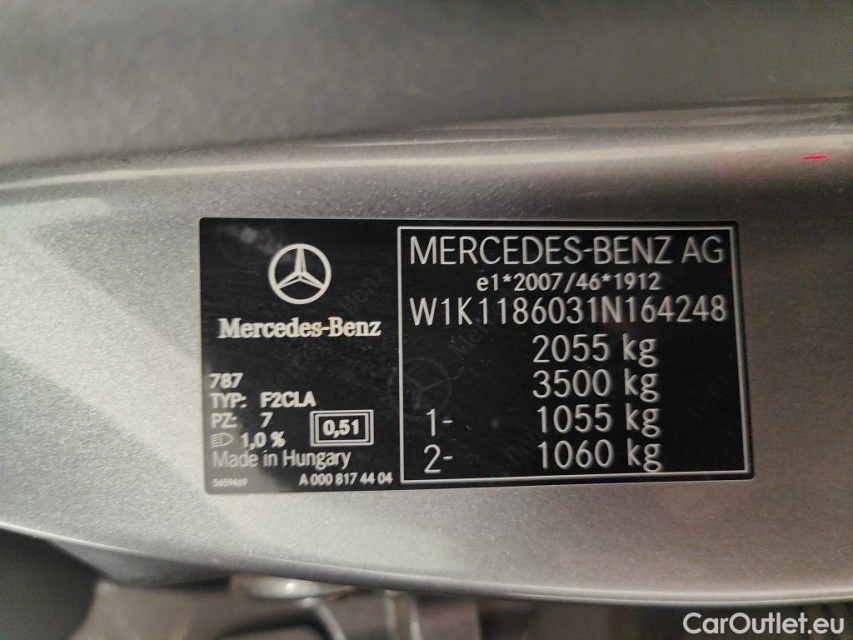 Mercedes-Benz
787
TYP: F2CLA
PZ: 7
1,0 % 0,51
Made in Hungary
5659469 A 000 817 44 04
MERCEDES-BENZ AG
e1*2007/46*1912
W1K1186031N164248
2055 kg
3500 kg
1- 1055 kg
2- 1060 kg
CarOutlet.eu